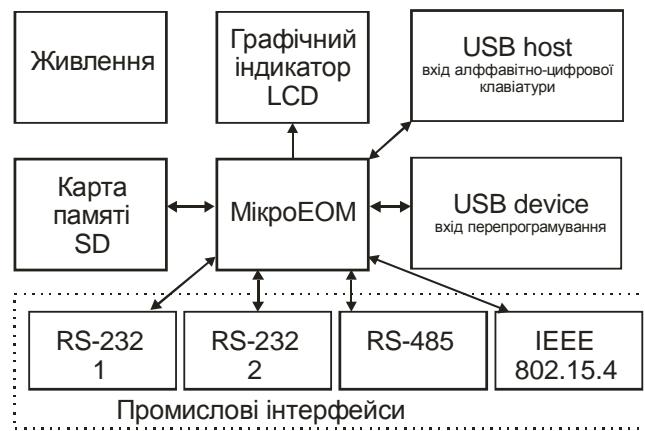 Живлення
Графічний
індикатор
LCD
USB host
вхід алффавітно-цифрової
клавіатури
Карта
памяті
SD
МікроЕОМ
USB device
вхід перепрограмування
RS-232
1
RS-232
2
RS-485
IEEE
802.15.4
Промислові інтерфейси